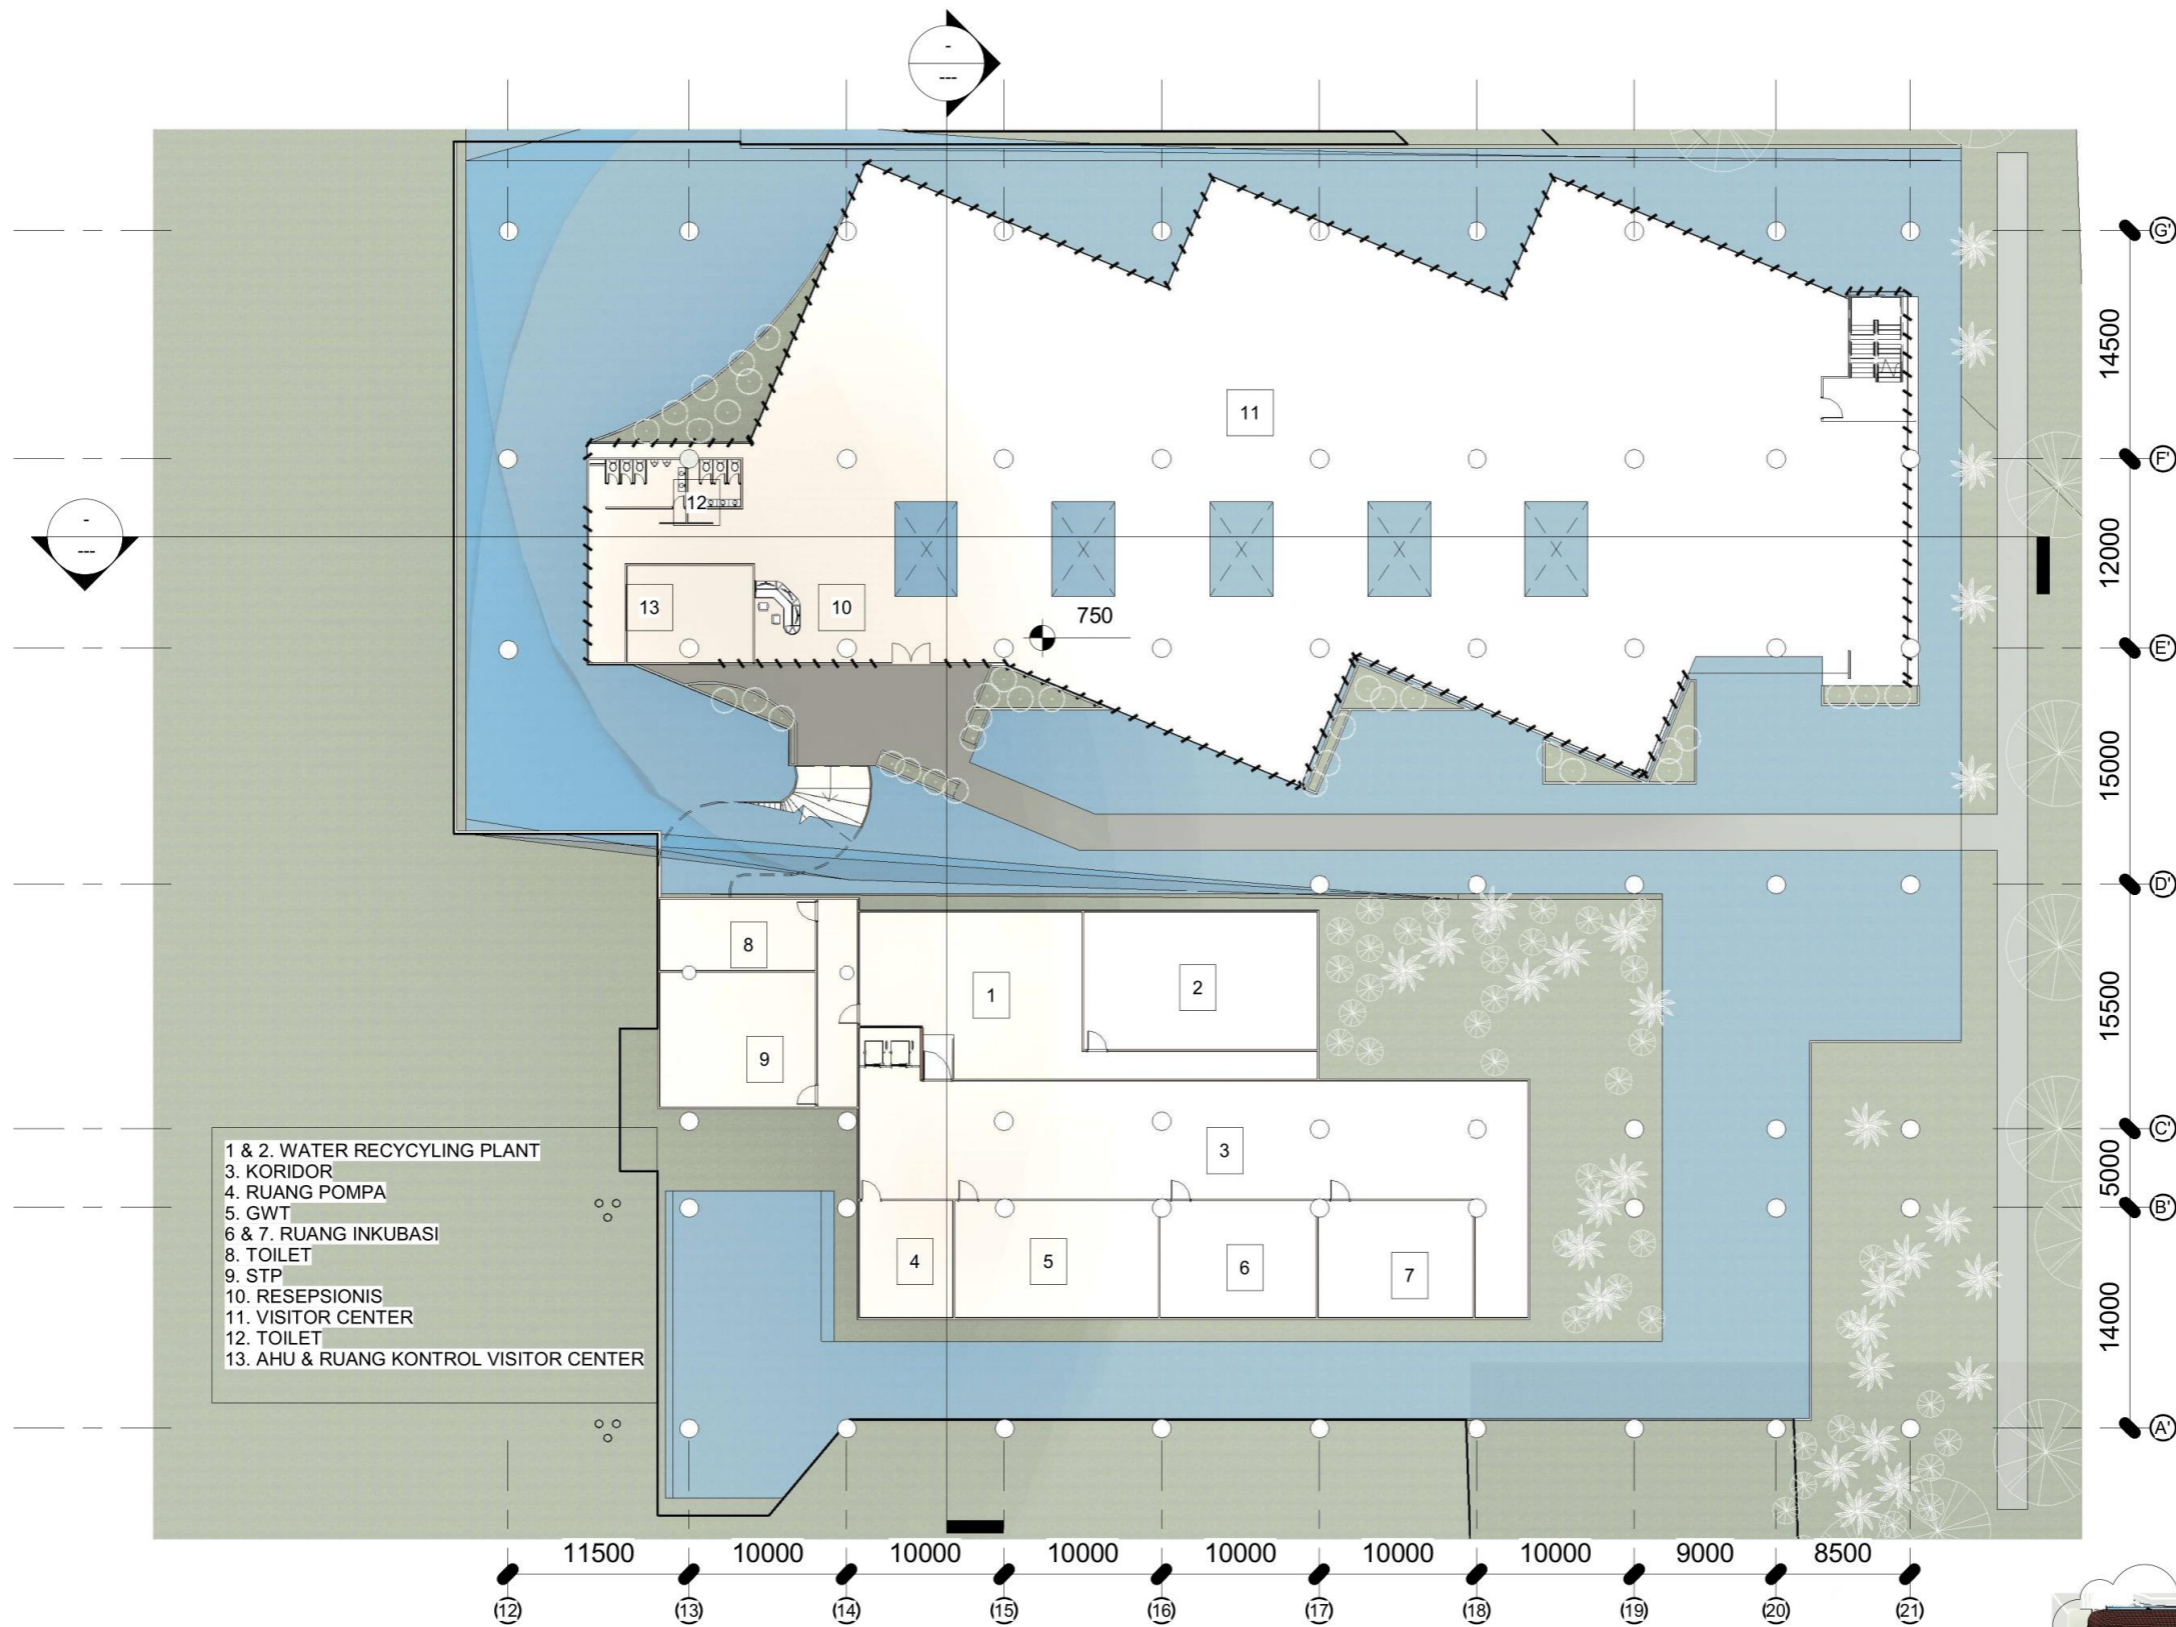 -
---
G'
14500
11
F'
12
-
---
12000
13
10
750
E'
15000
D'
8
2
1
15500
9
C'
1 & 2. WATER RECYCYLING PLANT
3. KORIDOR
4. RUANG POMPA
5. GWT
6 & 7. RUANG INKUBASI
8. TOILET
9. STP
10. RESEPSIONIS
11. VISITOR CENTER
12. TOILET
13. AHU & RUANG KONTROL VISITOR CENTER
3
5000
B'
4
5
6
7
14000
A'
11500 10000 10000 10000 10000 10000 10000 9000 8500
12 13 14 15 16 17 18 19 20 21